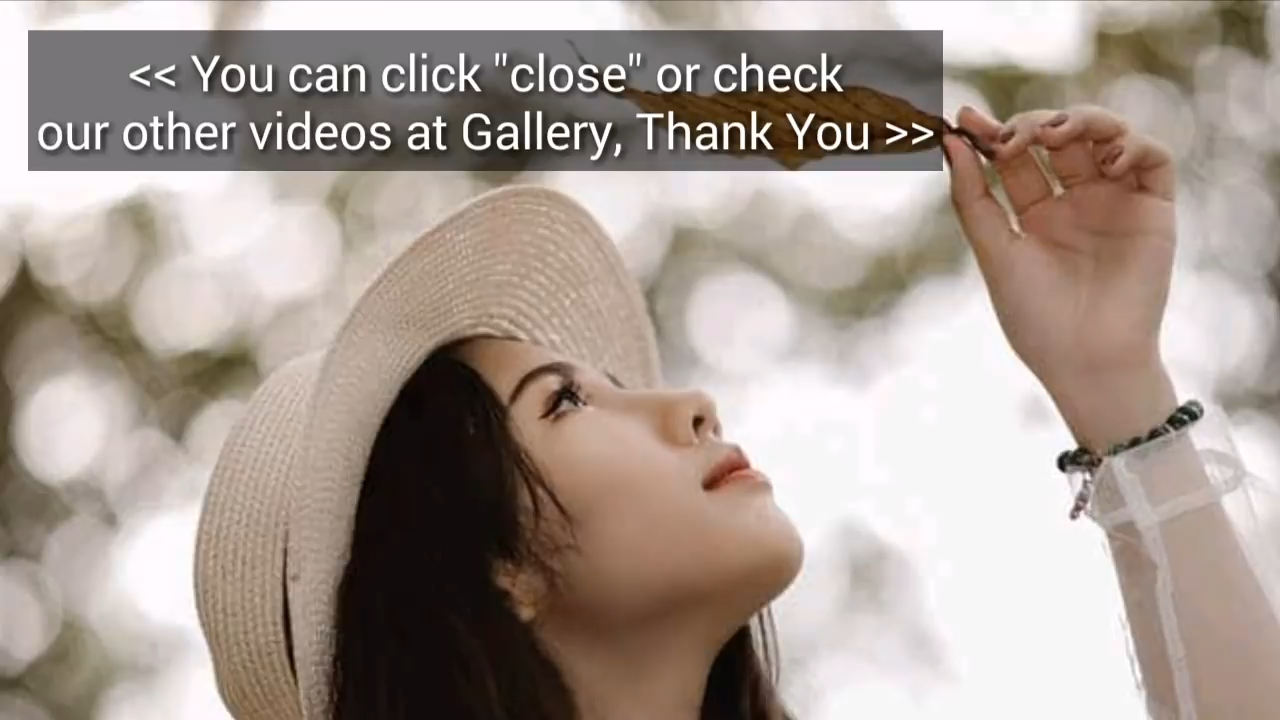 << You can click "close" or check
our other videos at Gallery, Thank You >>